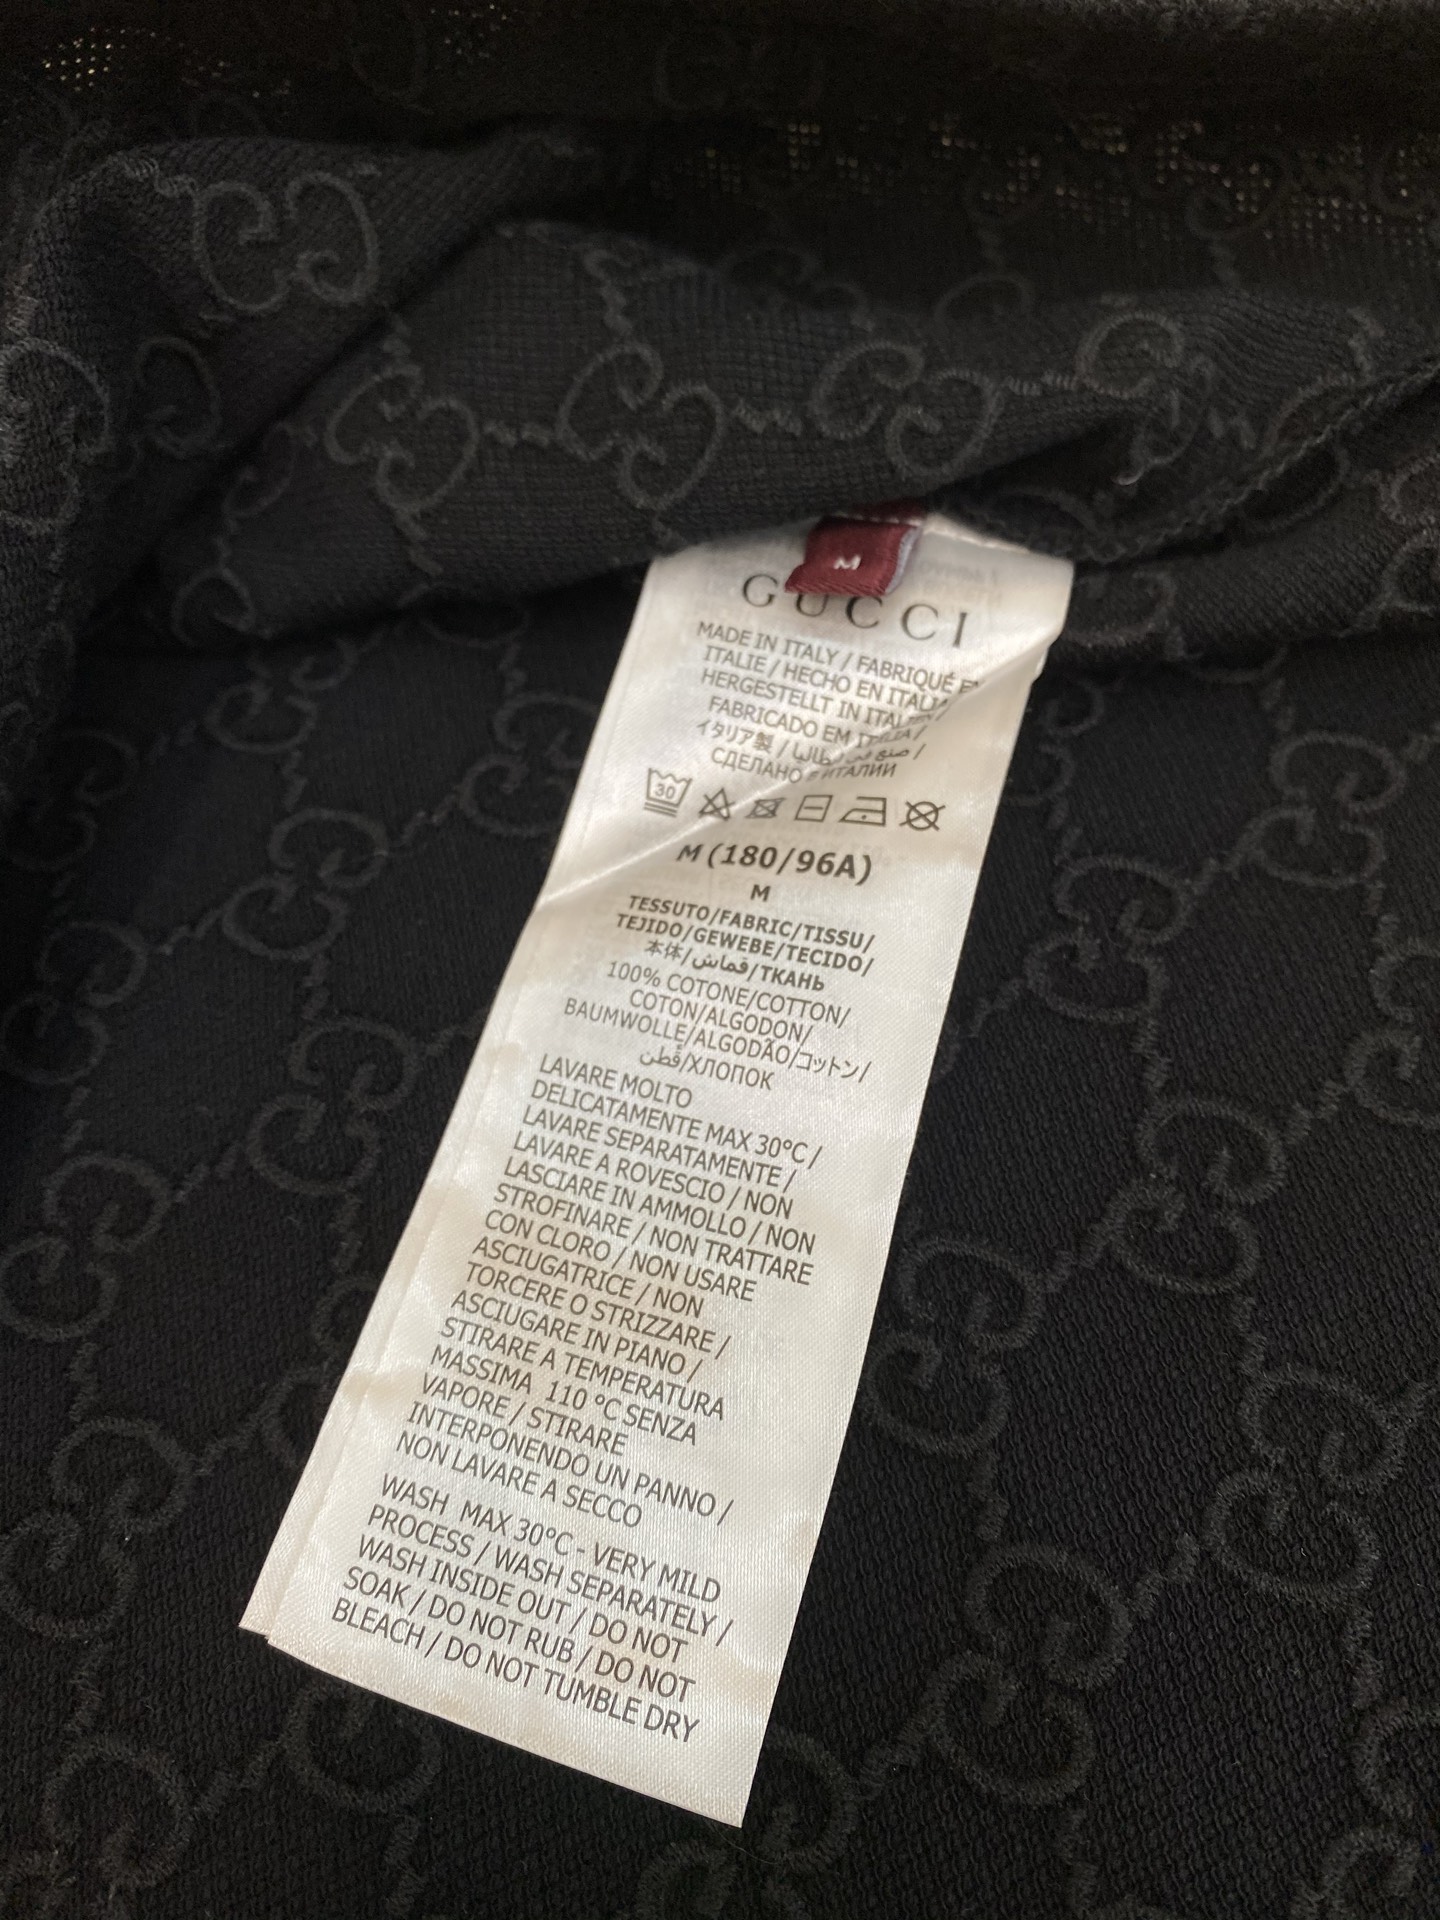 M
GUCCI
MADE IN ITALY / FABRIQUÉ
ITALIE / HECHO EN ITALIA/
HERGESTELLT IN ITALIEN/
FABRICADO EM ITALIA/
イタリア製 / صنع في إيطاليا /
СДЕЛАНО В ИТАЛИИ
30
M (180/96A)
M
TESSUTO/FABRIC/TISSU/
TEJIDO/GEWEBE/TECIDO/
本体/قماش/ТКАНЬ
100% COTONE/COTTON/
COTON/ALGODON/
BAUMWOLLE/ALGODÃO/コットン/
قطن/ХЛОПОК
LAVARE MOLTO
DELICATAMENTE MAX 30°C /
LAVARE SEPARATAMENTE /
LAVARE A ROVESCIO / NON
LASCIARE IN AMMOLLO / NON
STROFINARE / NON TRATTARE
CON CLORO / NON USARE
ASCIUGATRICE / NON
TORCERE O STRIZZARE /
ASCIUGARE IN PIANO /
STIRARE A TEMPERATURA
MASSIMA 110 °C SENZA
VAPORE / STIRARE
INTERPONENDO UN PANNO /
NON LAVARE A SECCO
WASH MAX 30°C - VERY MILD
PROCESS / WASH SEPARATELY /
WASH INSIDE OUT / DO NOT
SOAK / DO NOT RUB / DO NOT
BLEACH / DO NOT TUMBLE DRY